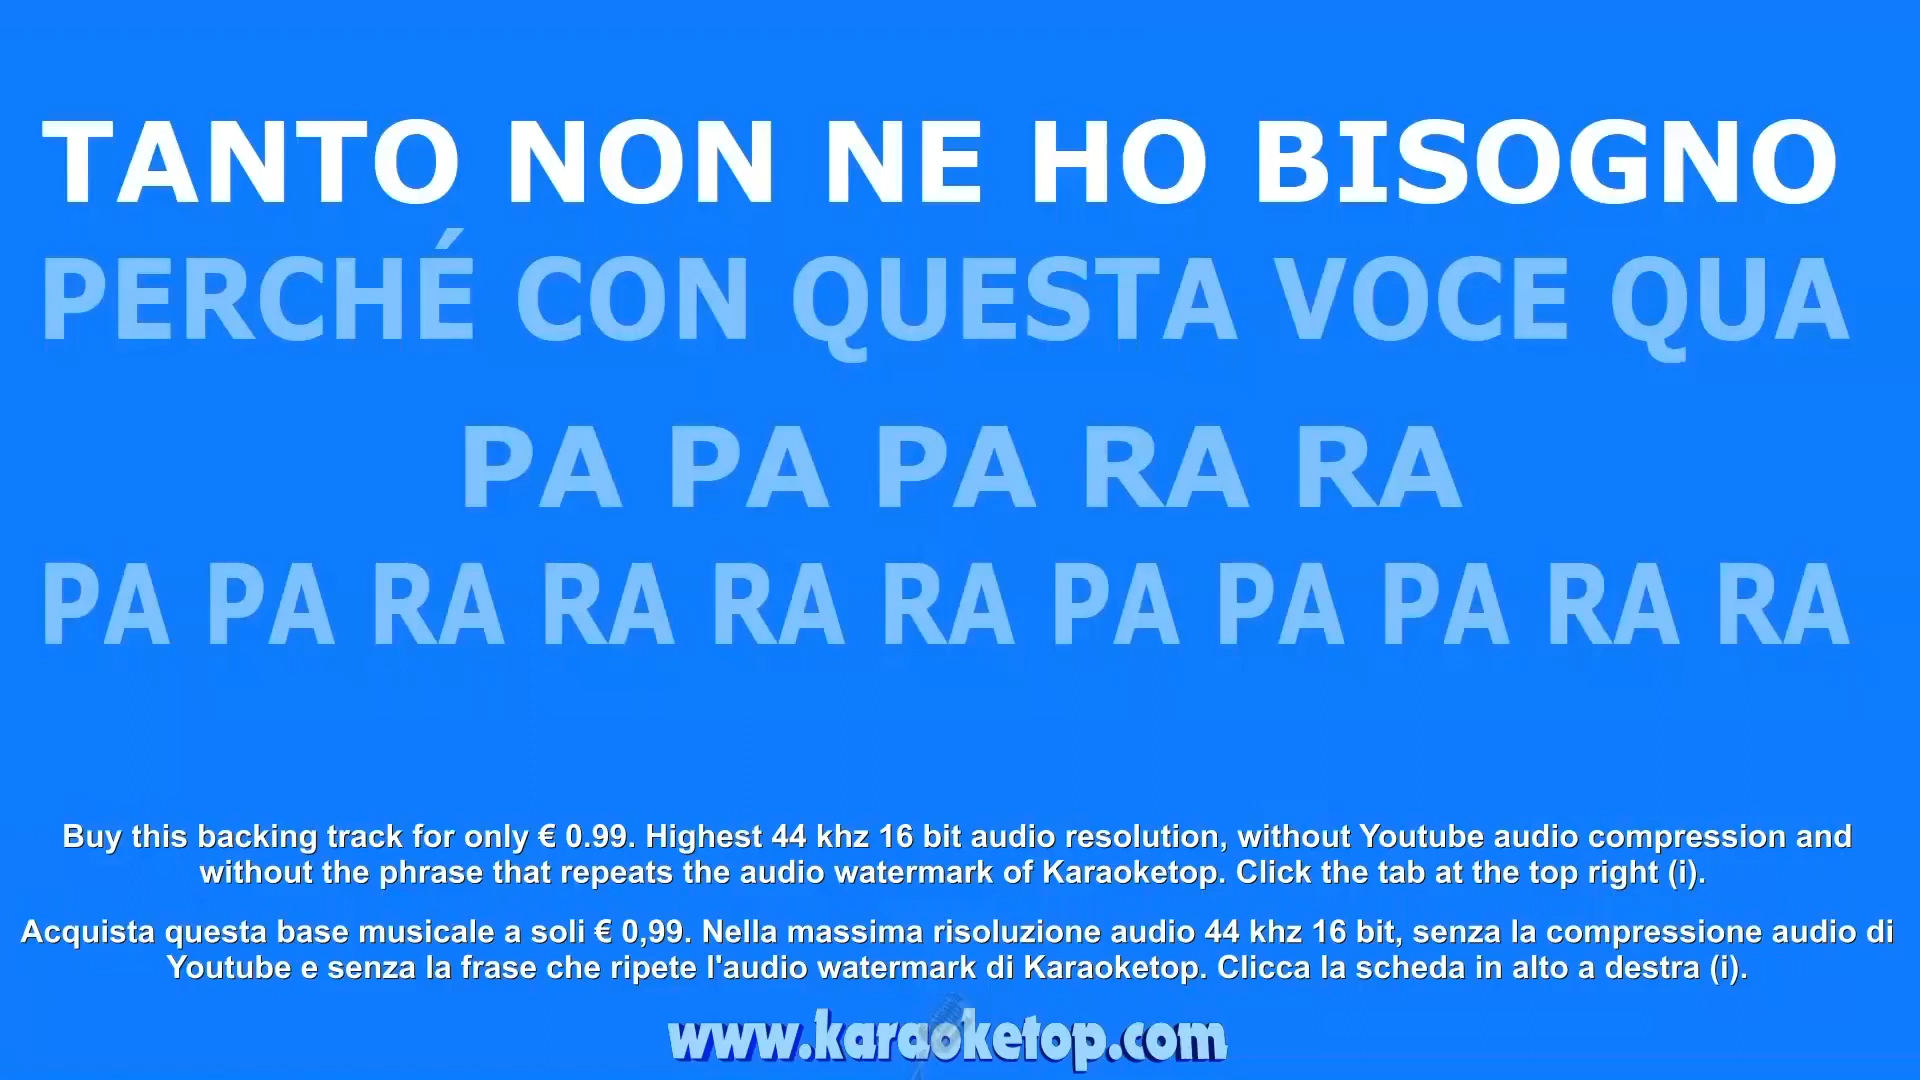 TANTO NON NE HO BISOGNO
PERCHÉ CON QUESTA VOCE QUA
PA PA PA RA RA
PA PA RA RA RA RA PA PA PA RA RA
Buy this backing track for only € 0.99. Highest 44 khz 16 bit audio resolution, without Youtube audio compression and
without the phrase that repeats the audio watermark of Karaoketop. Click the tab at the top right (i).
Acquista questa base musicale a soli € 0,99. Nella massima risoluzione audio 44 khz 16 bit, senza la compressione audio di
Youtube e senza la frase che ripete l'audio watermark di Karaoketop. Clicca la scheda in alto a destra (i).
www.karaoketop.com